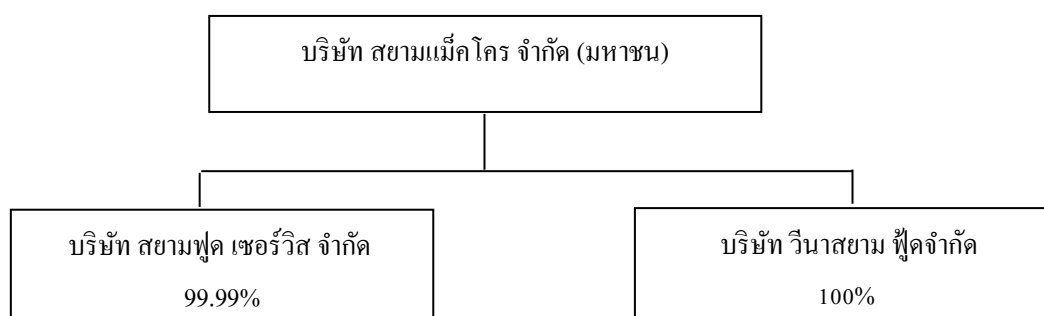 บริษัท สยามแม็คโคร จำกัด (มหาชน)
บริษัท สยามฟูด เซอร์วิส จำกัด
99.99%
บริษัท วีนาสยาม ฟู้ดจำกัด
100%